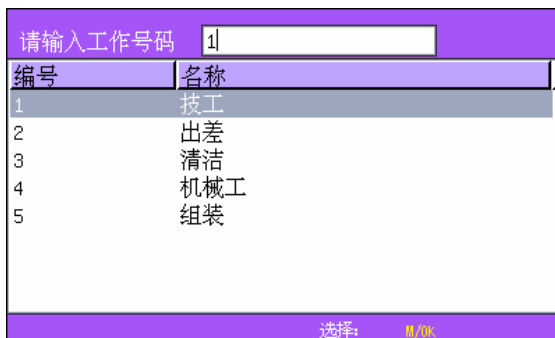 请输入工作号码 1
编号 名称
1 技工
2 出差
3 清洁
4 机械工
5 组装
选择: M/OK